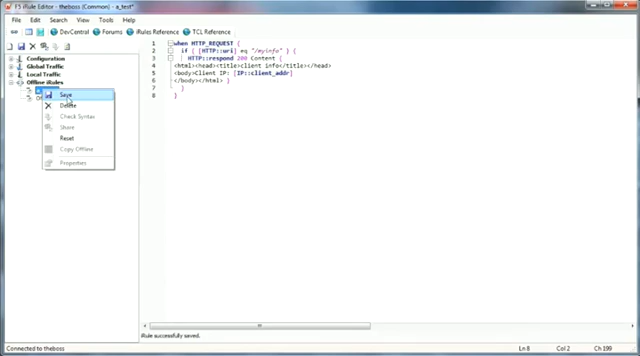 F5 iRule Editor - theboss (Common) - a_test*
File Edit Search View Tools Help
DevCentral Forums iRules Reference TCL Reference
Configuration
Global Traffic
Local Traffic
Offline iRules
Save
Delete
Check Syntax
Share
Reset
Copy Offline
Properties
1 when HTTP_REQUEST {
2 if { [HTTP::uri] eq "/myinfo" }
3 HTTP::respond 200 Content {
4 <html><head><title>client info</title></head>
5 <body>Client IP: [IP::client_addr]
6 </body></html> }
7 }
8 }
iRule successfully saved.
Connected to theboss
Ln 8 Col 2 Ch 199